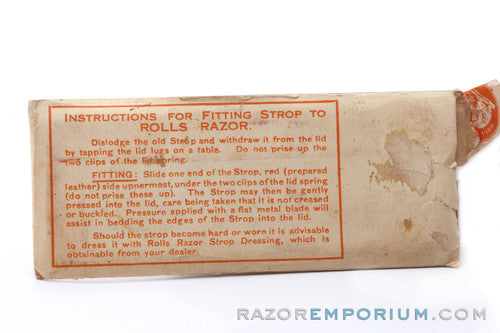 INSTRUCTIONS FOR FITTING STROP TO
ROLLS RAZOR.
Dislodge the old Strop and withdraw it from the lid
by tapping the lid lugs on a table. Do not prise up the
two clips of the lid spring.
FITTING: Slide one end of the Strop, red (prepared
leather) side uppermost, under the two clips of the lid spring
(do not prise these up). The Strop may then be gently
pressed into the lid, care being taken that it is not creased
or buckled. Pressure applied with a flat metal blade will
assist in bedding the edges of the Strop into the lid.
Should the strop become hard or worn it is advisable
to dress it with Rolls Razor Strop Dressing, which is
obtainable from your dealer.
RAZOREMPORIUM.COM